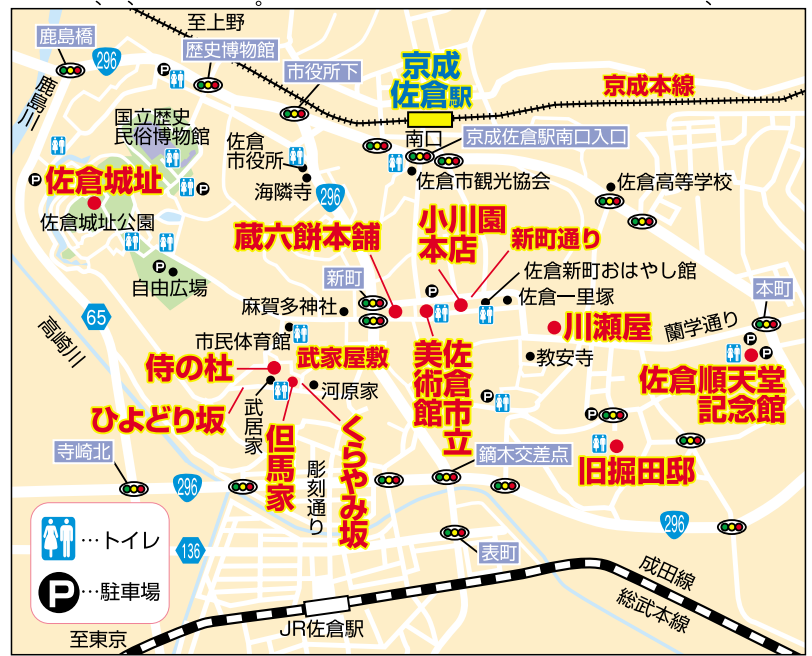 至上野
鹿島橋
296
歴史博物館
市役所下
京成
佐倉駅
京成本線
鹿島川
P
国立歴史
民俗博物館
佐倉
市役所
南口
京成佐倉駅南口入口
P
佐倉城址
P
海隣寺
296
佐倉市観光協会
佐倉高等学校
佐倉城址公園
蔵六餅本舗
小川園
本店
新町通り
P
自由広場
新町
P
佐倉新町おはやし館
佐倉一里塚
本町
65
高崎川
麻賀多神社
市民体育館
川瀬屋
蘭学通り
P
P
侍の杜
武家屋敷
佐倉市立
美術館
教安寺
佐倉順天堂
記念館
ひよどり坂
武居家
河原家
P
P
但馬家
くらやみ坂
寺崎北
彫刻通り
鏑木交差点
旧堀田邸
296
296
…トイレ
136
表町
P…駐車場
成田線
総武本線
JR佐倉駅
至東京